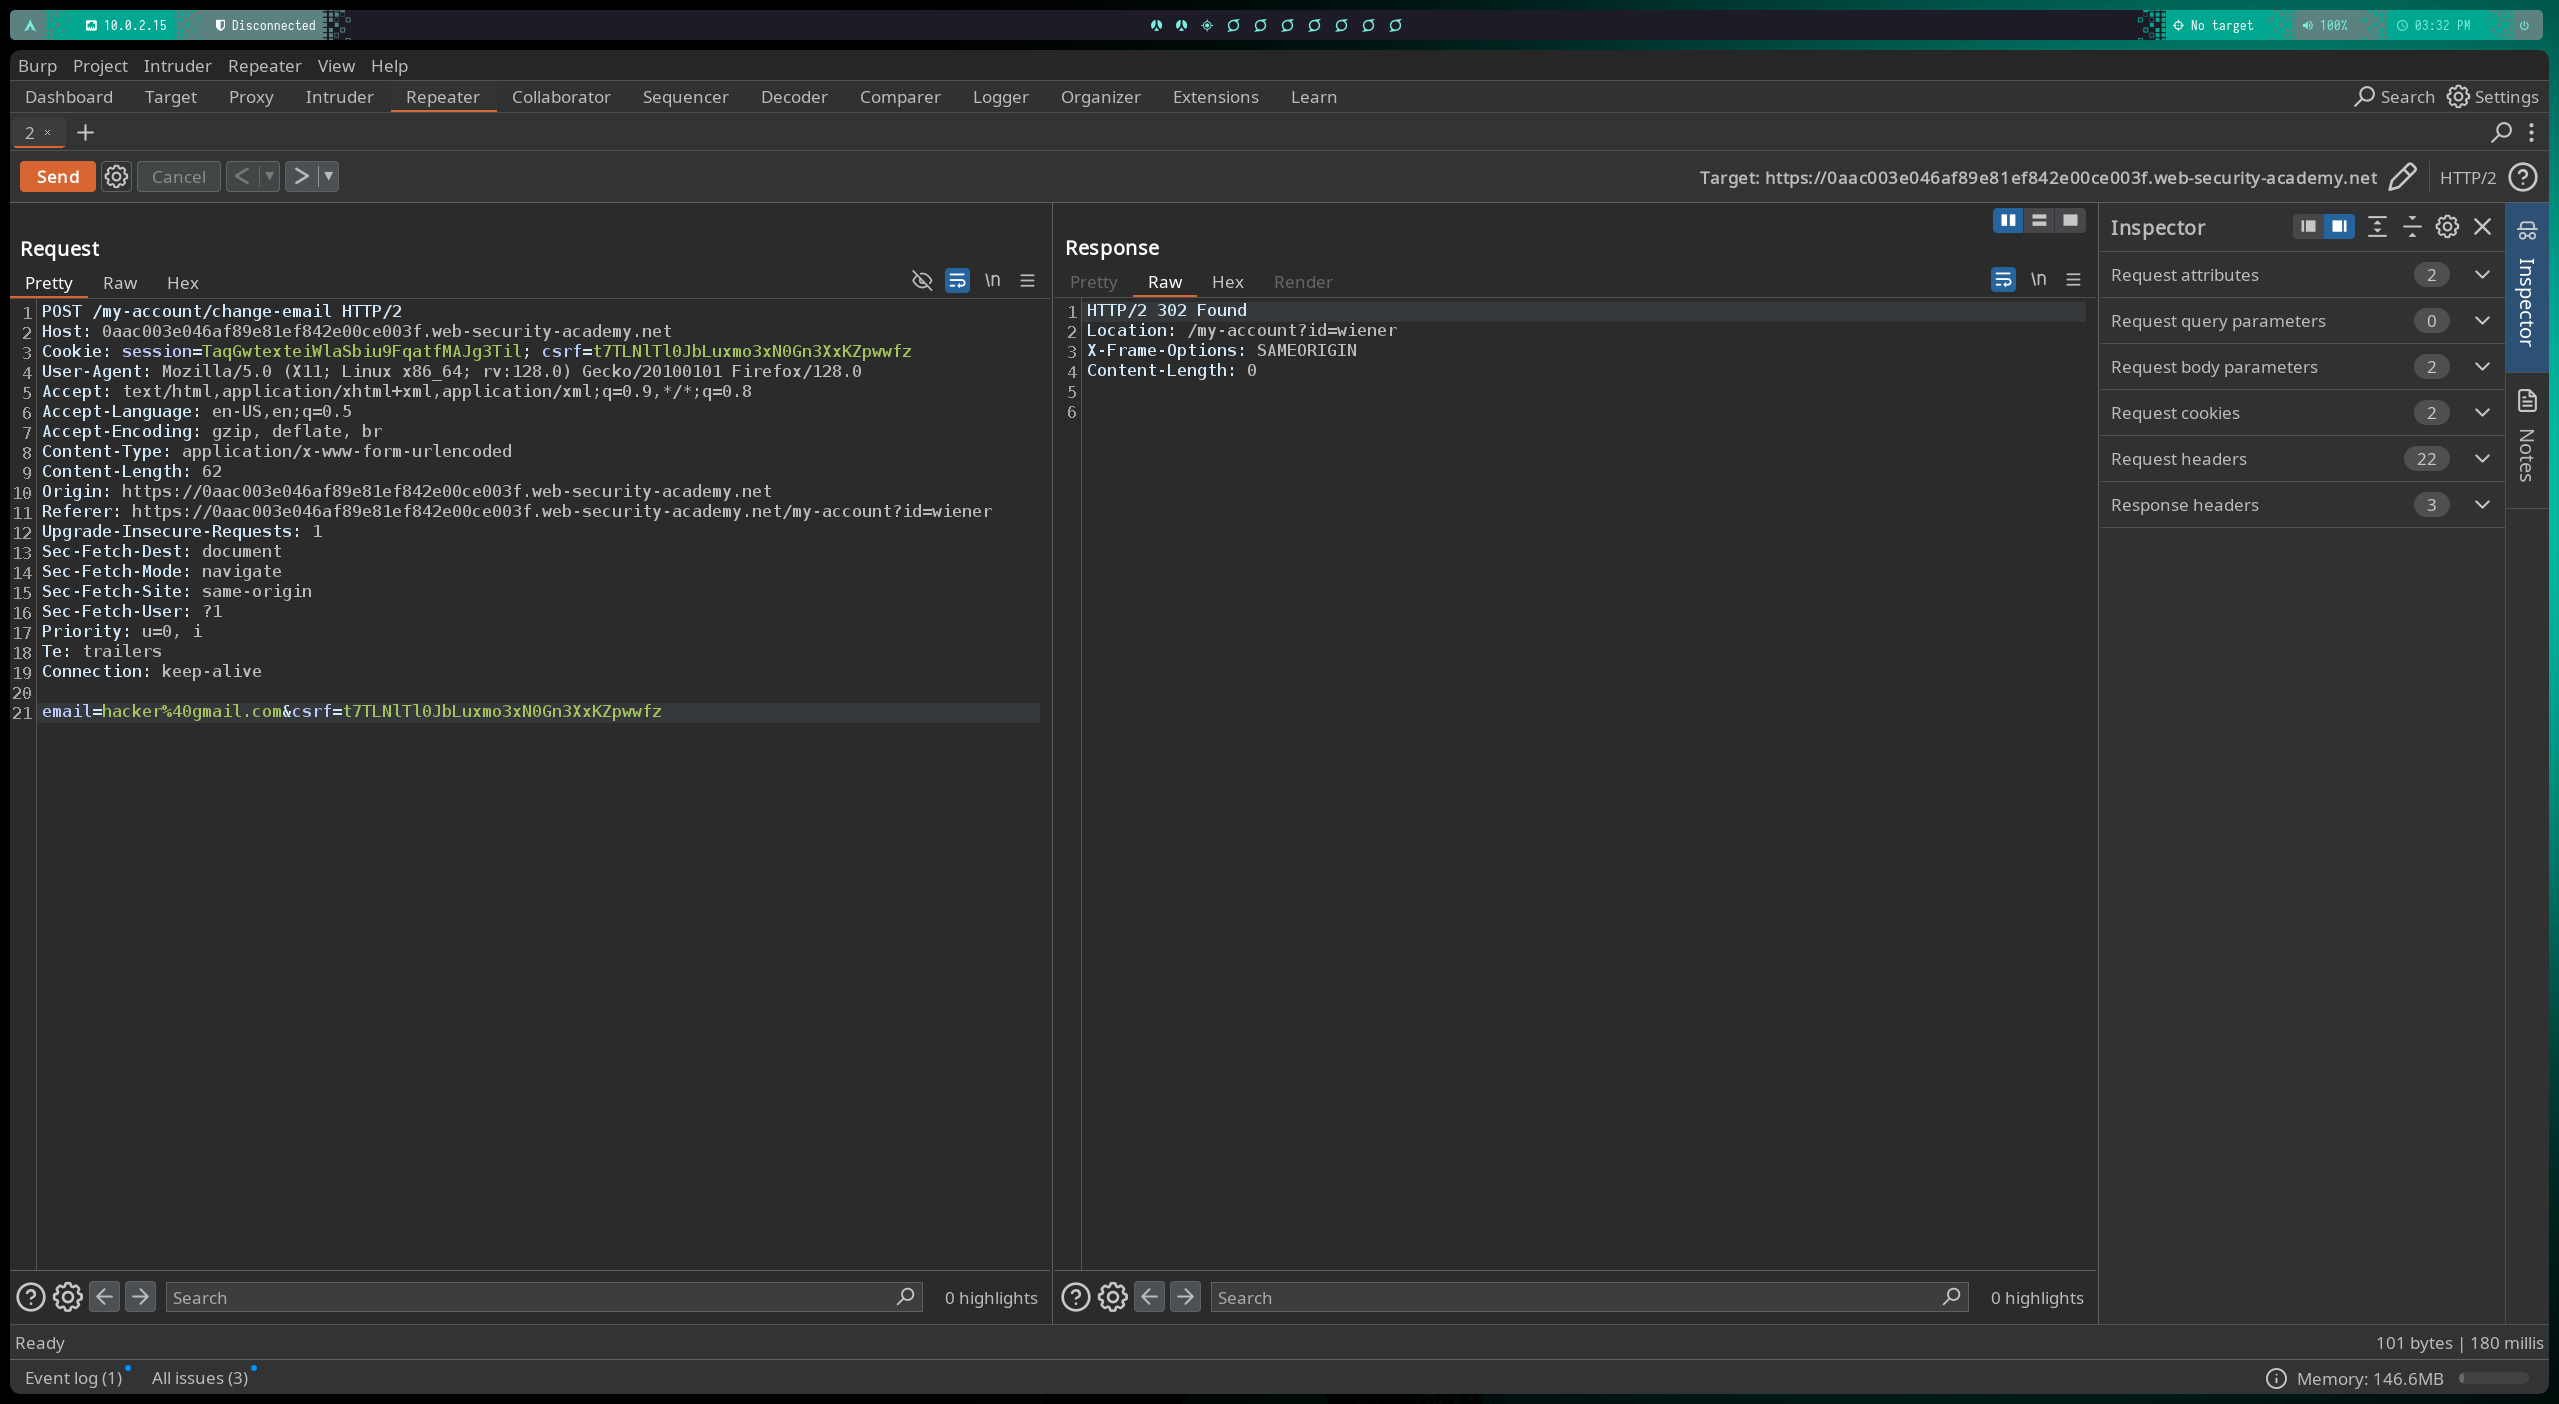 10.0.2.15 Disconnected No target 100% 03:32 PM
Burp Project Intruder Repeater View Help
Dashboard Target Proxy Intruder Repeater Collaborator Sequencer Decoder Comparer Logger Organizer Extensions Learn Search Settings
2 × +
Send Cancel < > Target: https://0aac003e046af89e81ef842e00ce003f.web-security-academy.net HTTP/2
Request
Pretty Raw Hex \n
1 POST /my-account/change-email HTTP/2
2 Host: 0aac003e046af89e81ef842e00ce003f.web-security-academy.net
3 Cookie: session=TaqGwtexteiWlaSbiu9FqatfMAJg3Til; csrf=t7TLNlTl0JbLuxmo3xN0Gn3XxKZpwwfz
4 User-Agent: Mozilla/5.0 (X11; Linux x86_64; rv:128.0) Gecko/20100101 Firefox/128.0
5 Accept: text/html,application/xhtml+xml,application/xml;q=0.9,*/*;q=0.8
6 Accept-Language: en-US,en;q=0.5
7 Accept-Encoding: gzip, deflate, br
8 Content-Type: application/x-www-form-urlencoded
9 Content-Length: 62
10 Origin: https://0aac003e046af89e81ef842e00ce003f.web-security-academy.net
11 Referer: https://0aac003e046af89e81ef842e00ce003f.web-security-academy.net/my-account?id=wiener
12 Upgrade-Insecure-Requests: 1
13 Sec-Fetch-Dest: document
14 Sec-Fetch-Mode: navigate
15 Sec-Fetch-Site: same-origin
16 Sec-Fetch-User: ?1
17 Priority: u=0, i
18 Te: trailers
19 Connection: keep-alive
20
21 email=hacker%40gmail.com&csrf=t7TLNlTl0JbLuxmo3xN0Gn3XxKZpwwfz
Search 0 highlights
Response
Pretty Raw Hex Render \n
1 HTTP/2 302 Found
2 Location: /my-account?id=wiener
3 X-Frame-Options: SAMEORIGIN
4 Content-Length: 0
5
6
Search 0 highlights
Inspector
Request attributes 2
Request query parameters 0
Request body parameters 2
Request cookies 2
Request headers 22
Response headers 3
Inspector
Notes
Ready 101 bytes | 180 millis
Event log (1) All issues (3) Memory: 146.6MB